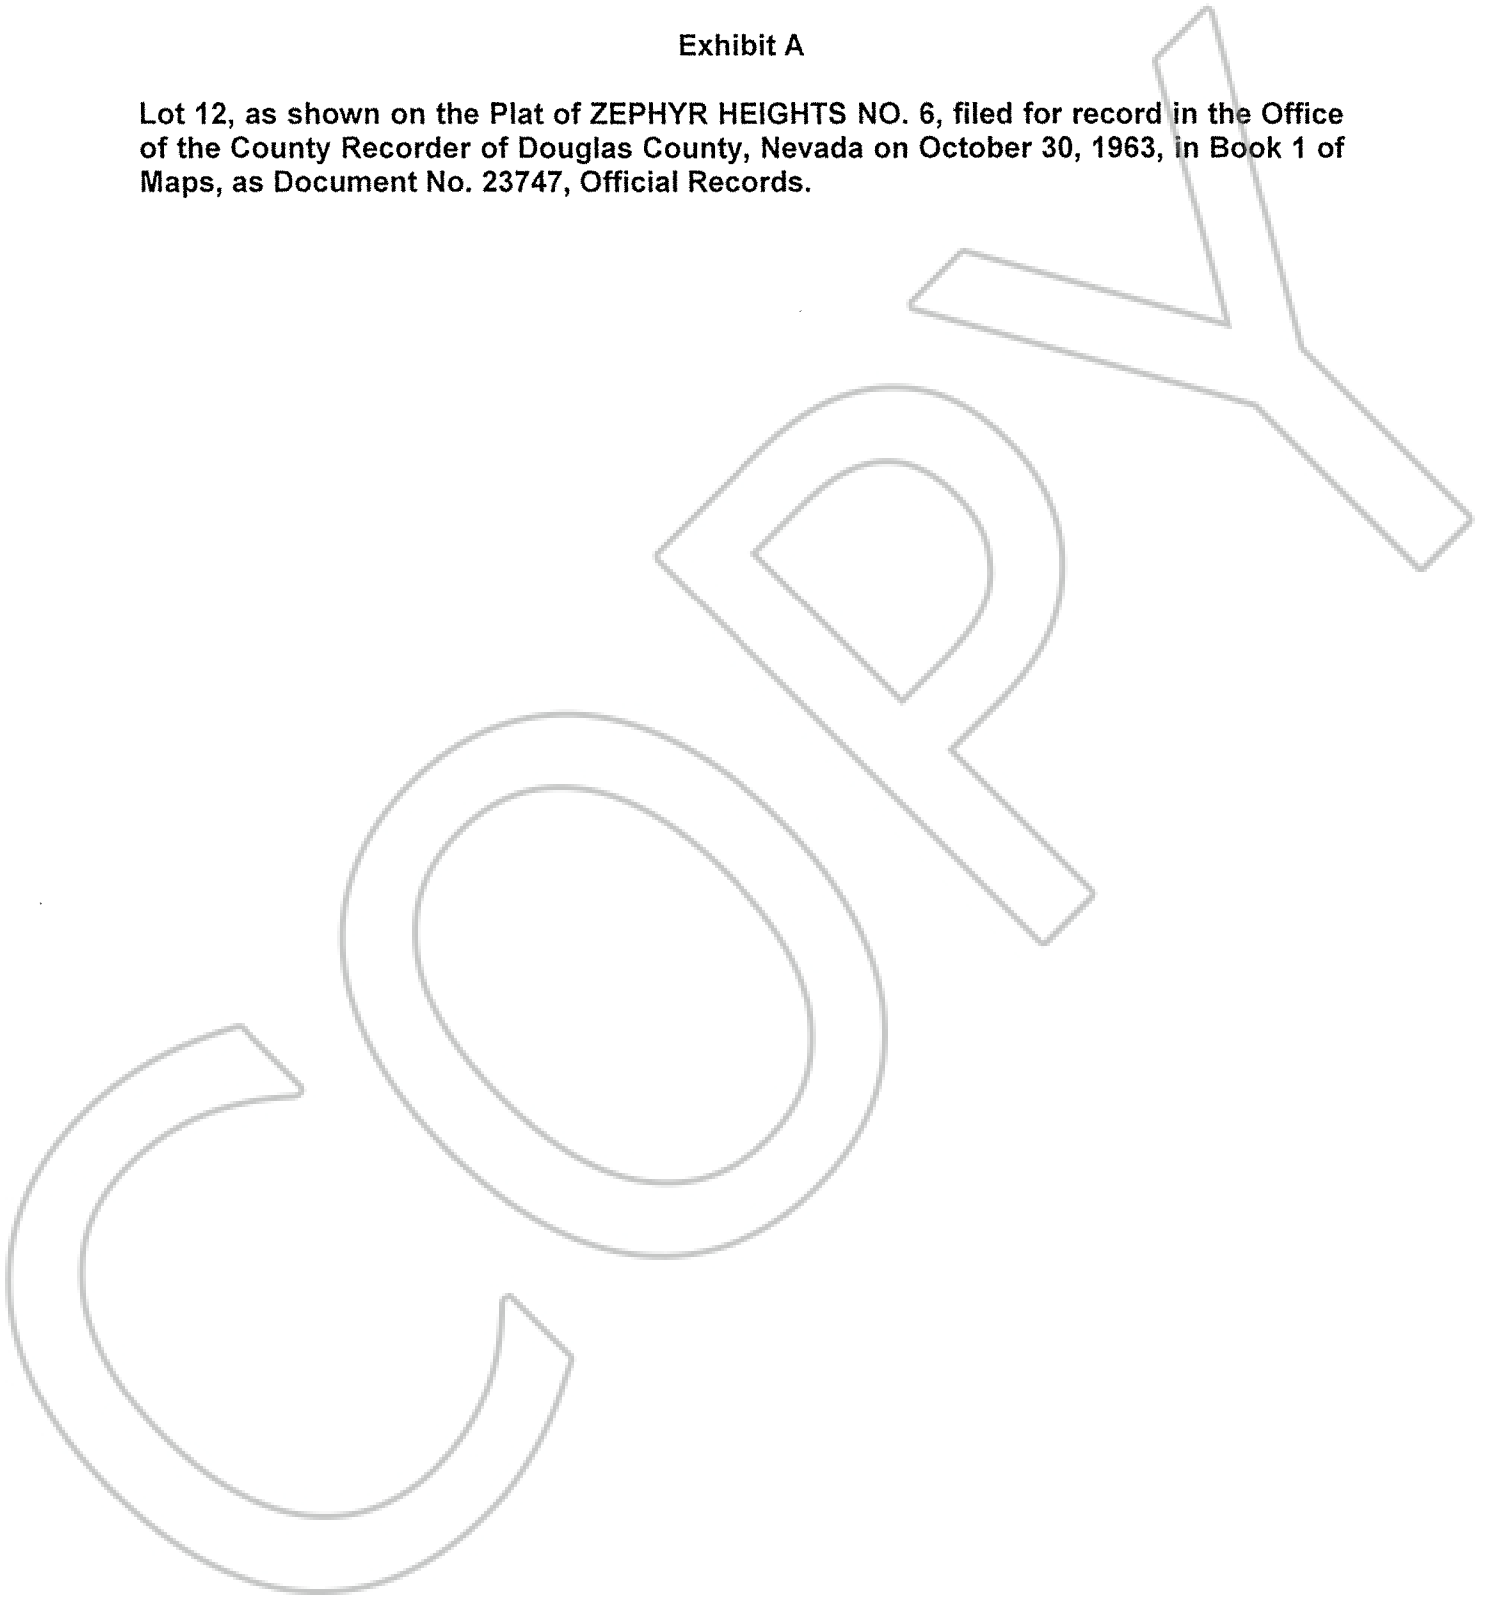 Exhibit A
Lot 12, as shown on the Plat of ZEPHYR HEIGHTS NO. 6, filed for record in the Office
of the County Recorder of Douglas County, Nevada on October 30, 1963, in Book 1 of
Maps, as Document No. 23747, Official Records.
COPY